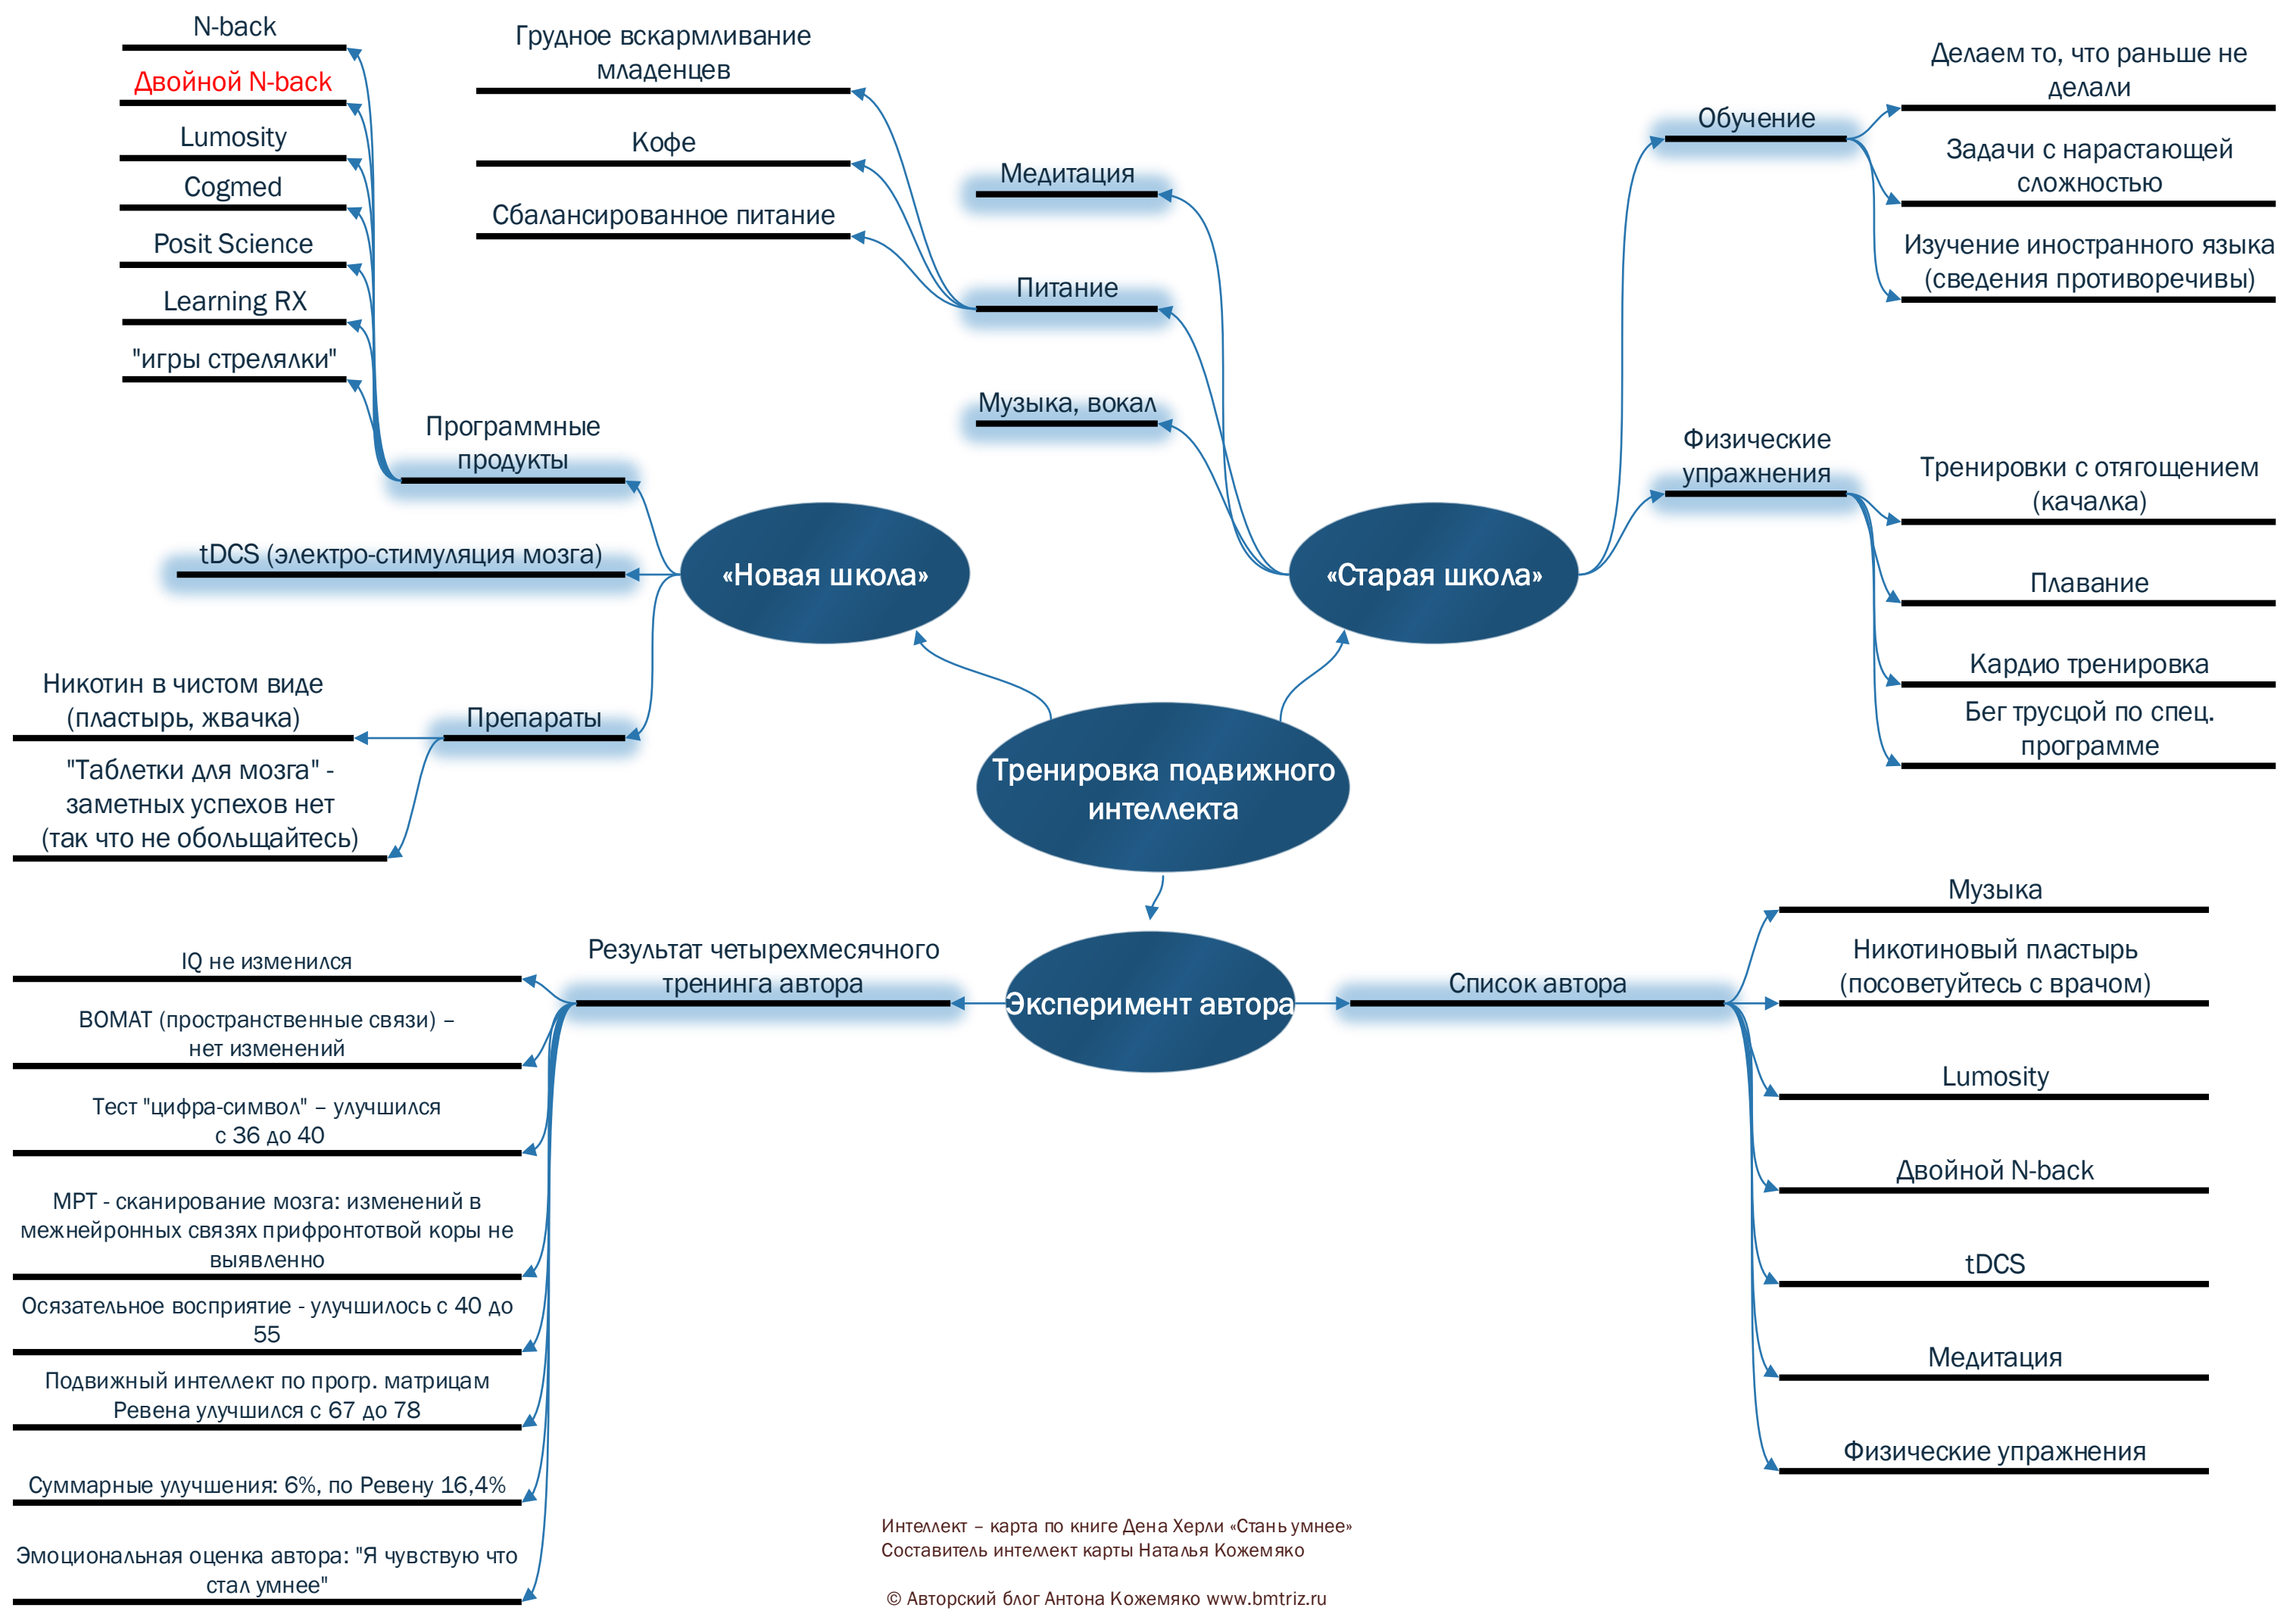 N-back
Двойной N-back
Lumosity
Cogmed
Posit Science
Learning RX
"игры стрелялки"
Программные
продукты
tDCS (электро-стимуляция мозга)
Никотин в чистом виде
(пластырь, жвачка)
"Таблетки для мозга" -
заметных успехов нет
(так что не обольщайтесь)
Препараты
«Новая школа»
Грудное вскармливание
младенцев
Кофе
Сбалансированное питание
Медитация
Питание
Музыка, вокал
«Старая школа»
Обучение
Делаем то, что раньше не
делали
Задачи с нарастающей
сложностью
Изучение иностранного языка
(сведения противоречивы)
Физические
упражнения
Тренировки с отягощением
(качалка)
Плавание
Кардио тренировка
Бег трусцой по спец.
программе
Тренировка подвижного
интеллекта
Эксперимент автора
Результат четырехмесячного
тренинга автора
IQ не изменился
BOMAT (пространственные связи) –
нет изменений
Тест "цифра-символ" – улучшился
с 36 до 40
МРТ - сканирование мозга: изменений в
межнейронных связях прифронтотвой коры не
выявленно
Осязательное восприятие - улучшилось с 40 до
55
Подвижный интеллект по прогр. матрицам
Ревена улучшился с 67 до 78
Суммарные улучшения: 6%, по Ревену 16,4%
Эмоциональная оценка автора: "Я чувствую что
стал умнее"
Список автора
Музыка
Никотиновый пластырь
(посоветуйтесь с врачом)
Lumosity
Двойной N-back
tDCS
Медитация
Физические упражнения
Интеллект – карта по книге Дена Херли «Стань умнее»
Составитель интеллект карты Наталья Кожемяко
© Авторский блог Антона Кожемяко www.bmtriz.ru